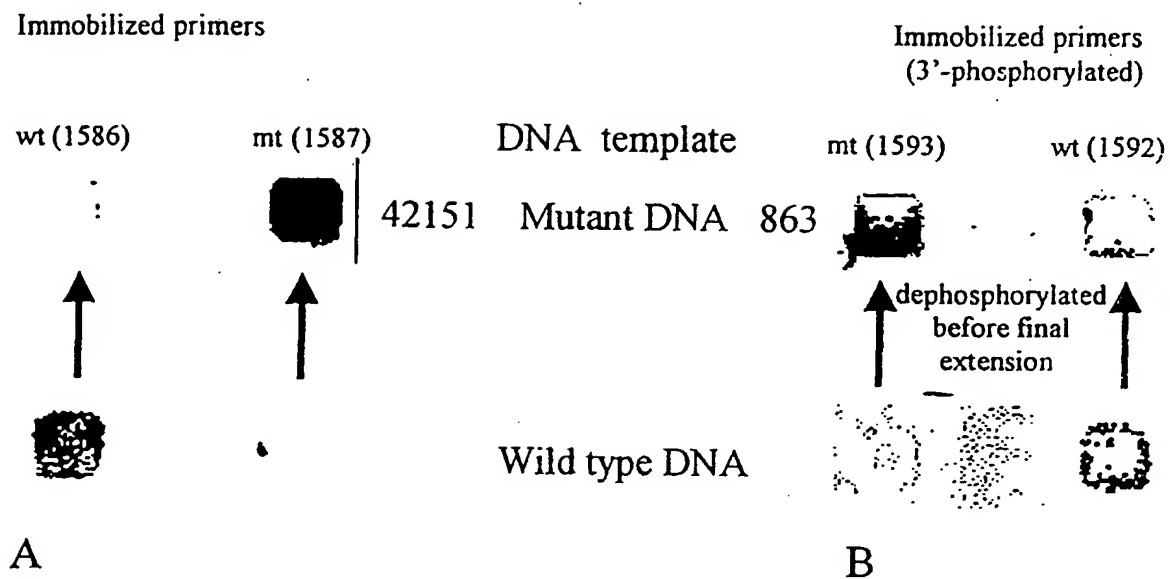 Immobilized primers
Immobilized primers
(3'-phosphorylated)
wt (1586)
mt (1587)
DNA template
mt (1593)
wt (1592)
42151
Mutant DNA
863
dephosphorylated
before final
extension
Wild type DNA
A
B